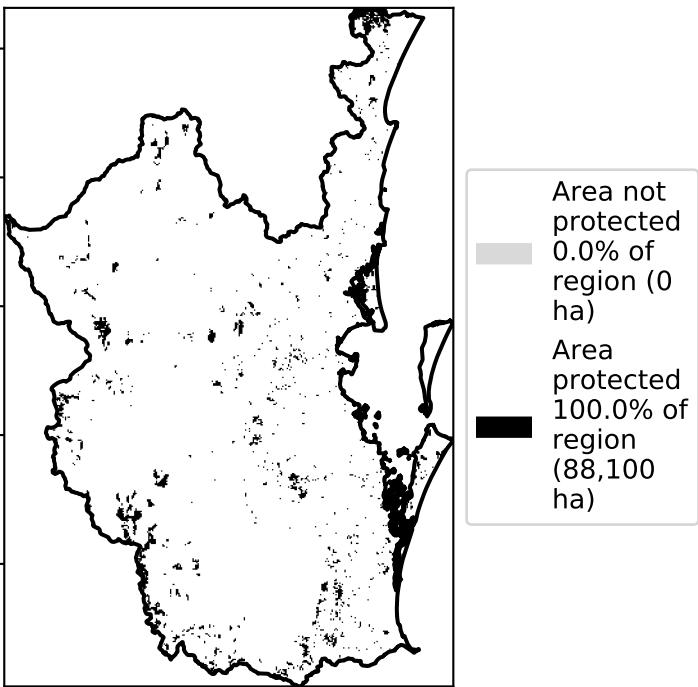 Area not
protected
0.0% of
region (0
ha)
Area
protected
100.0% of
region
(88,100
ha)